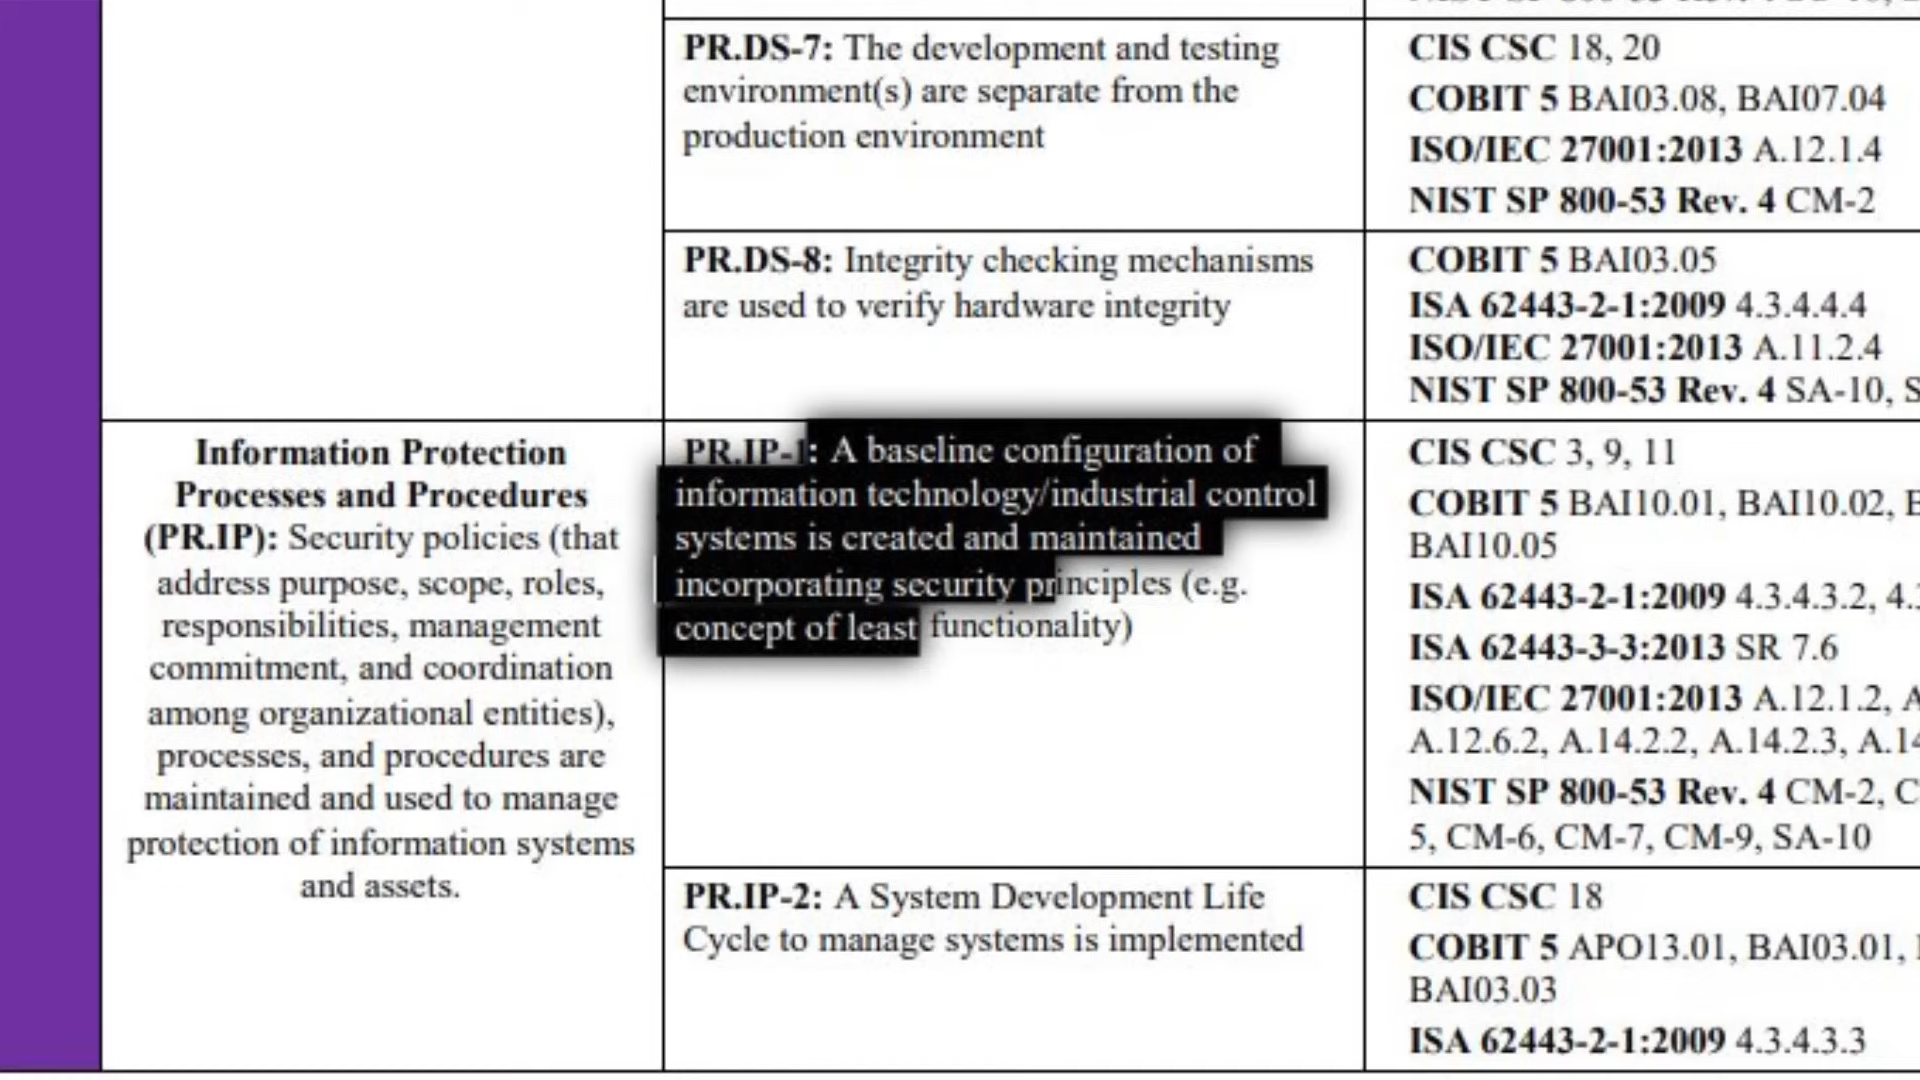 PR.DS-7: The development and testing
environment(s) are separate from the
production environment
CIS CSC 18, 20
COBIT 5 BAI03.08, BAI07.04
ISO/IEC 27001:2013 A.12.1.4
NIST SP 800-53 Rev. 4 CM-2
PR.DS-8: Integrity checking mechanisms
are used to verify hardware integrity
COBIT 5 BAI03.05
ISA 62443-2-1:2009 4.3.4.4.4
ISO/IEC 27001:2013 A.11.2.4
NIST SP 800-53 Rev. 4 SA-10, S
Information Protection
Processes and Procedures
(PR.IP): Security policies (that
address purpose, scope, roles,
responsibilities, management
commitment, and coordination
among organizational entities),
processes, and procedures are
maintained and used to manage
protection of information systems
and assets.
PR.IP-1: A baseline configuration of
information technology/industrial control
systems is created and maintained
incorporating security principles (e.g.
concept of least functionality)
CIS CSC 3, 9, 11
COBIT 5 BAI10.01, BAI10.02,
BAI10.05
ISA 62443-2-1:2009 4.3.4.3.2,
ISA 62443-3-3:2013 SR 7.6
ISO/IEC 27001:2013 A.12.1.2,
A.12.6.2, A.14.2.2, A.14.2.3,
NIST SP 800-53 Rev. 4 CM-2,
5, CM-6, CM-7, CM-9, SA-10
PR.IP-2: A System Development Life
Cycle to manage systems is implemented
CIS CSC 18
COBIT 5 APO13.01, BAI03.01,
BAI03.03
ISA 62443-2-1:2009 4.3.4.3.3